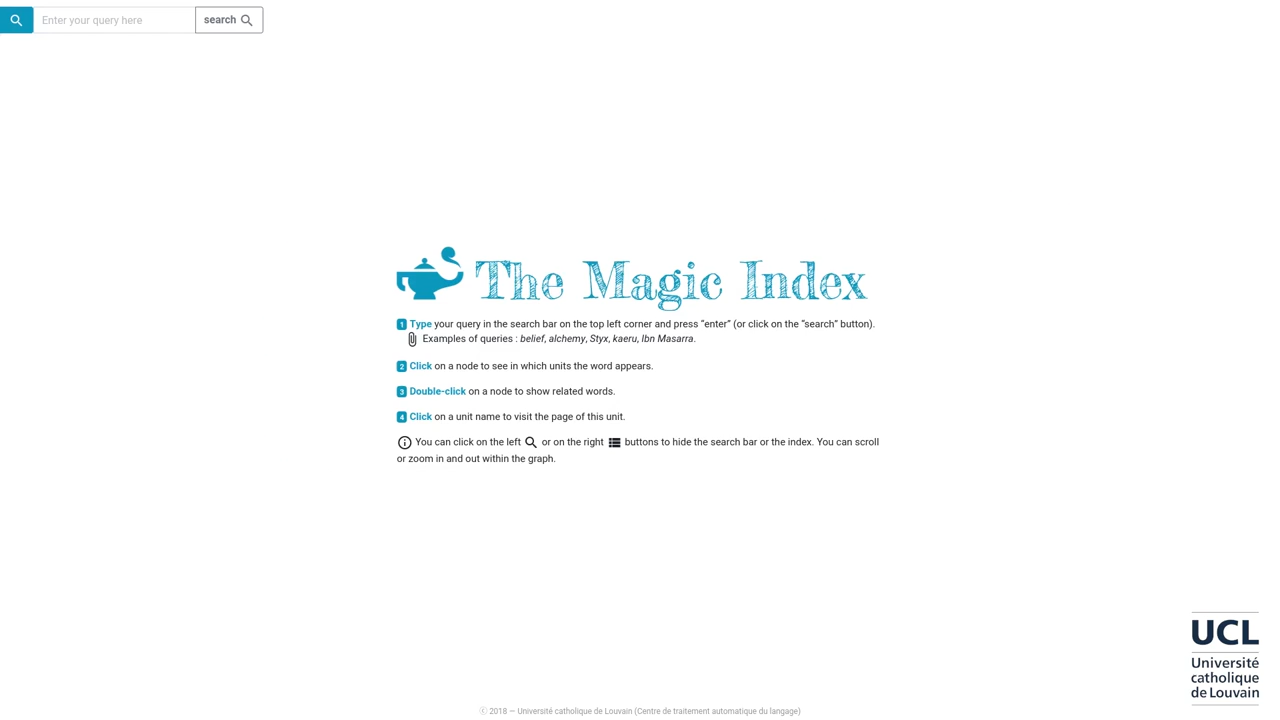 Enter your query here
search
The Magic Index
1 Type your query in the search bar on the top left corner and press “enter” (or click on the “search” button).
Examples of queries : belief, alchemy, Styx, kaeru, Ibn Masarra.
2 Click on a node to see in which units the word appears.
3 Double-click on a node to show related words.
4 Click on a unit name to visit the page of this unit.
You can click on the left or on the right buttons to hide the search bar or the index. You can scroll
or zoom in and out within the graph.
UCL
Université
catholique
de Louvain
© 2018 — Université catholique de Louvain (Centre de traitement automatique du langage)